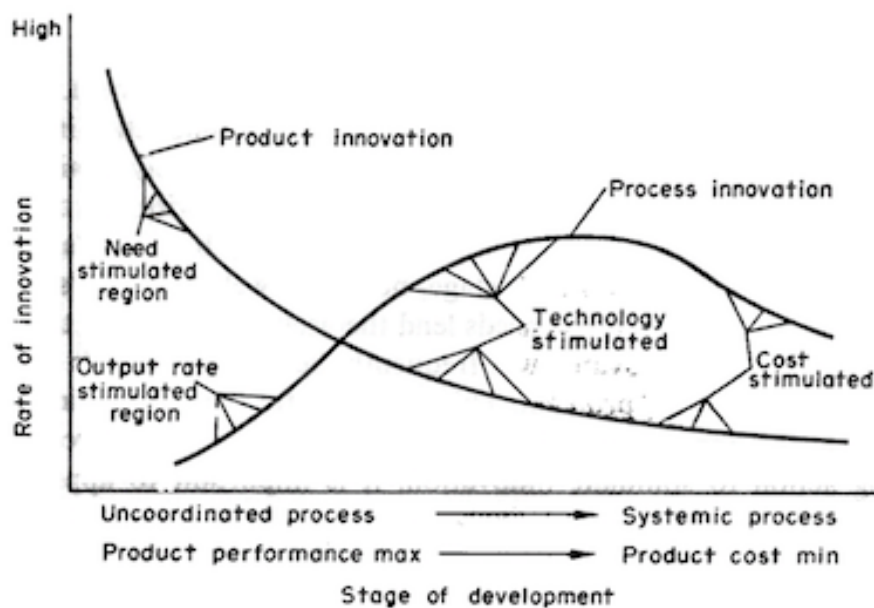 High
Product innovation
Process innovation
Need
stimulated
region
Technology
stimulated
Output rate
stimulated
region
Cost
stimulated
Rate of innovation
Uncoordinated process
Systemic process
Product performance max
Product cost min
Stage of development